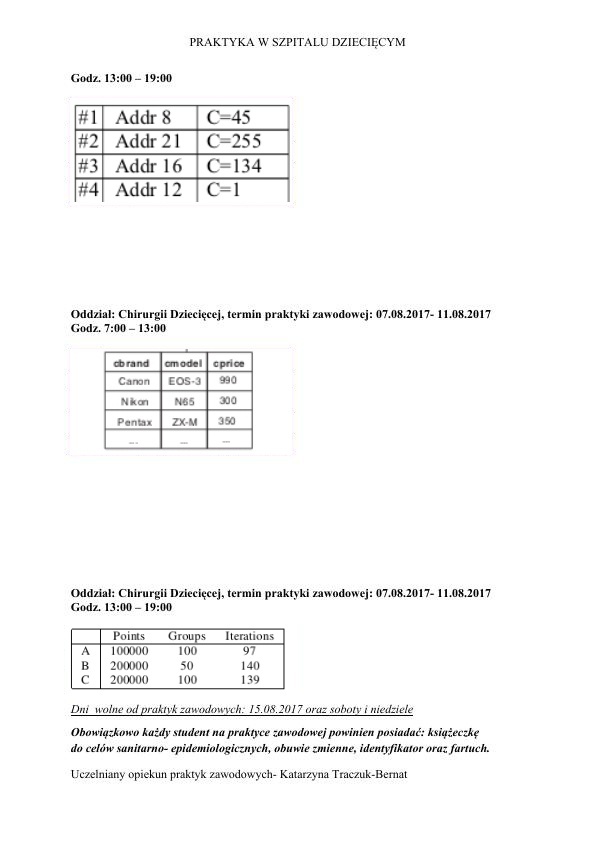 PRAKTYKA W SZPITALU DZIECIĘCYM
Godz. 13:00 – 19:00
#1 Addr 8 C=45
#2 Addr 21 C=255
#3 Addr 16 C=134
#4 Addr 12 C=1
Oddział: Chirurgii Dziecięcej, termin praktyki zawodowej: 07.08.2017- 11.08.2017
Godz. 7:00 – 13:00
cbrand cmodel cprice
Canon EOS-3 990
Nikon N65 300
Pentax ZX-M 350
... ... ...
Oddział: Chirurgii Dziecięcej, termin praktyki zawodowej: 07.08.2017- 11.08.2017
Godz. 13:00 – 19:00
Points Groups Iterations
A 100000 100 97
B 200000 50 140
C 200000 100 139
Dni wolne od praktyk zawodowych: 15.08.2017 oraz soboty i niedziele
Obowiązkowo każdy student na praktyce zawodowej powinien posiadać: książeczkę
do celów sanitarno- epidemiologicznych, obuwie zmienne, identyfikator oraz fartuch.
Uczelniany opiekun praktyk zawodowych- Katarzyna Traczuk-Bernat